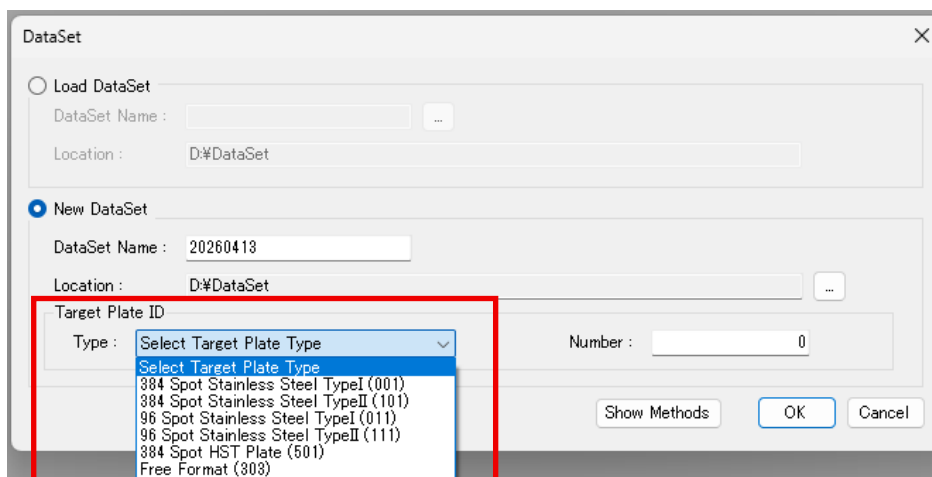 DataSet
Load DataSet
DataSet Name :
...
Location : D:¥DataSet
New DataSet
DataSet Name : 20260413
Location : D:¥DataSet
...
Target Plate ID
Type : Select Target Plate Type
Number : 0
Select Target Plate Type
384 Spot Stainless Steel TypeⅠ(001)
384 Spot Stainless Steel TypeⅡ(101)
96 Spot Stainless Steel TypeⅠ(011)
96 Spot Stainless Steel TypeⅡ(111)
384 Spot HST Plate (501)
Free Format (303)
Show Methods
OK
Cancel